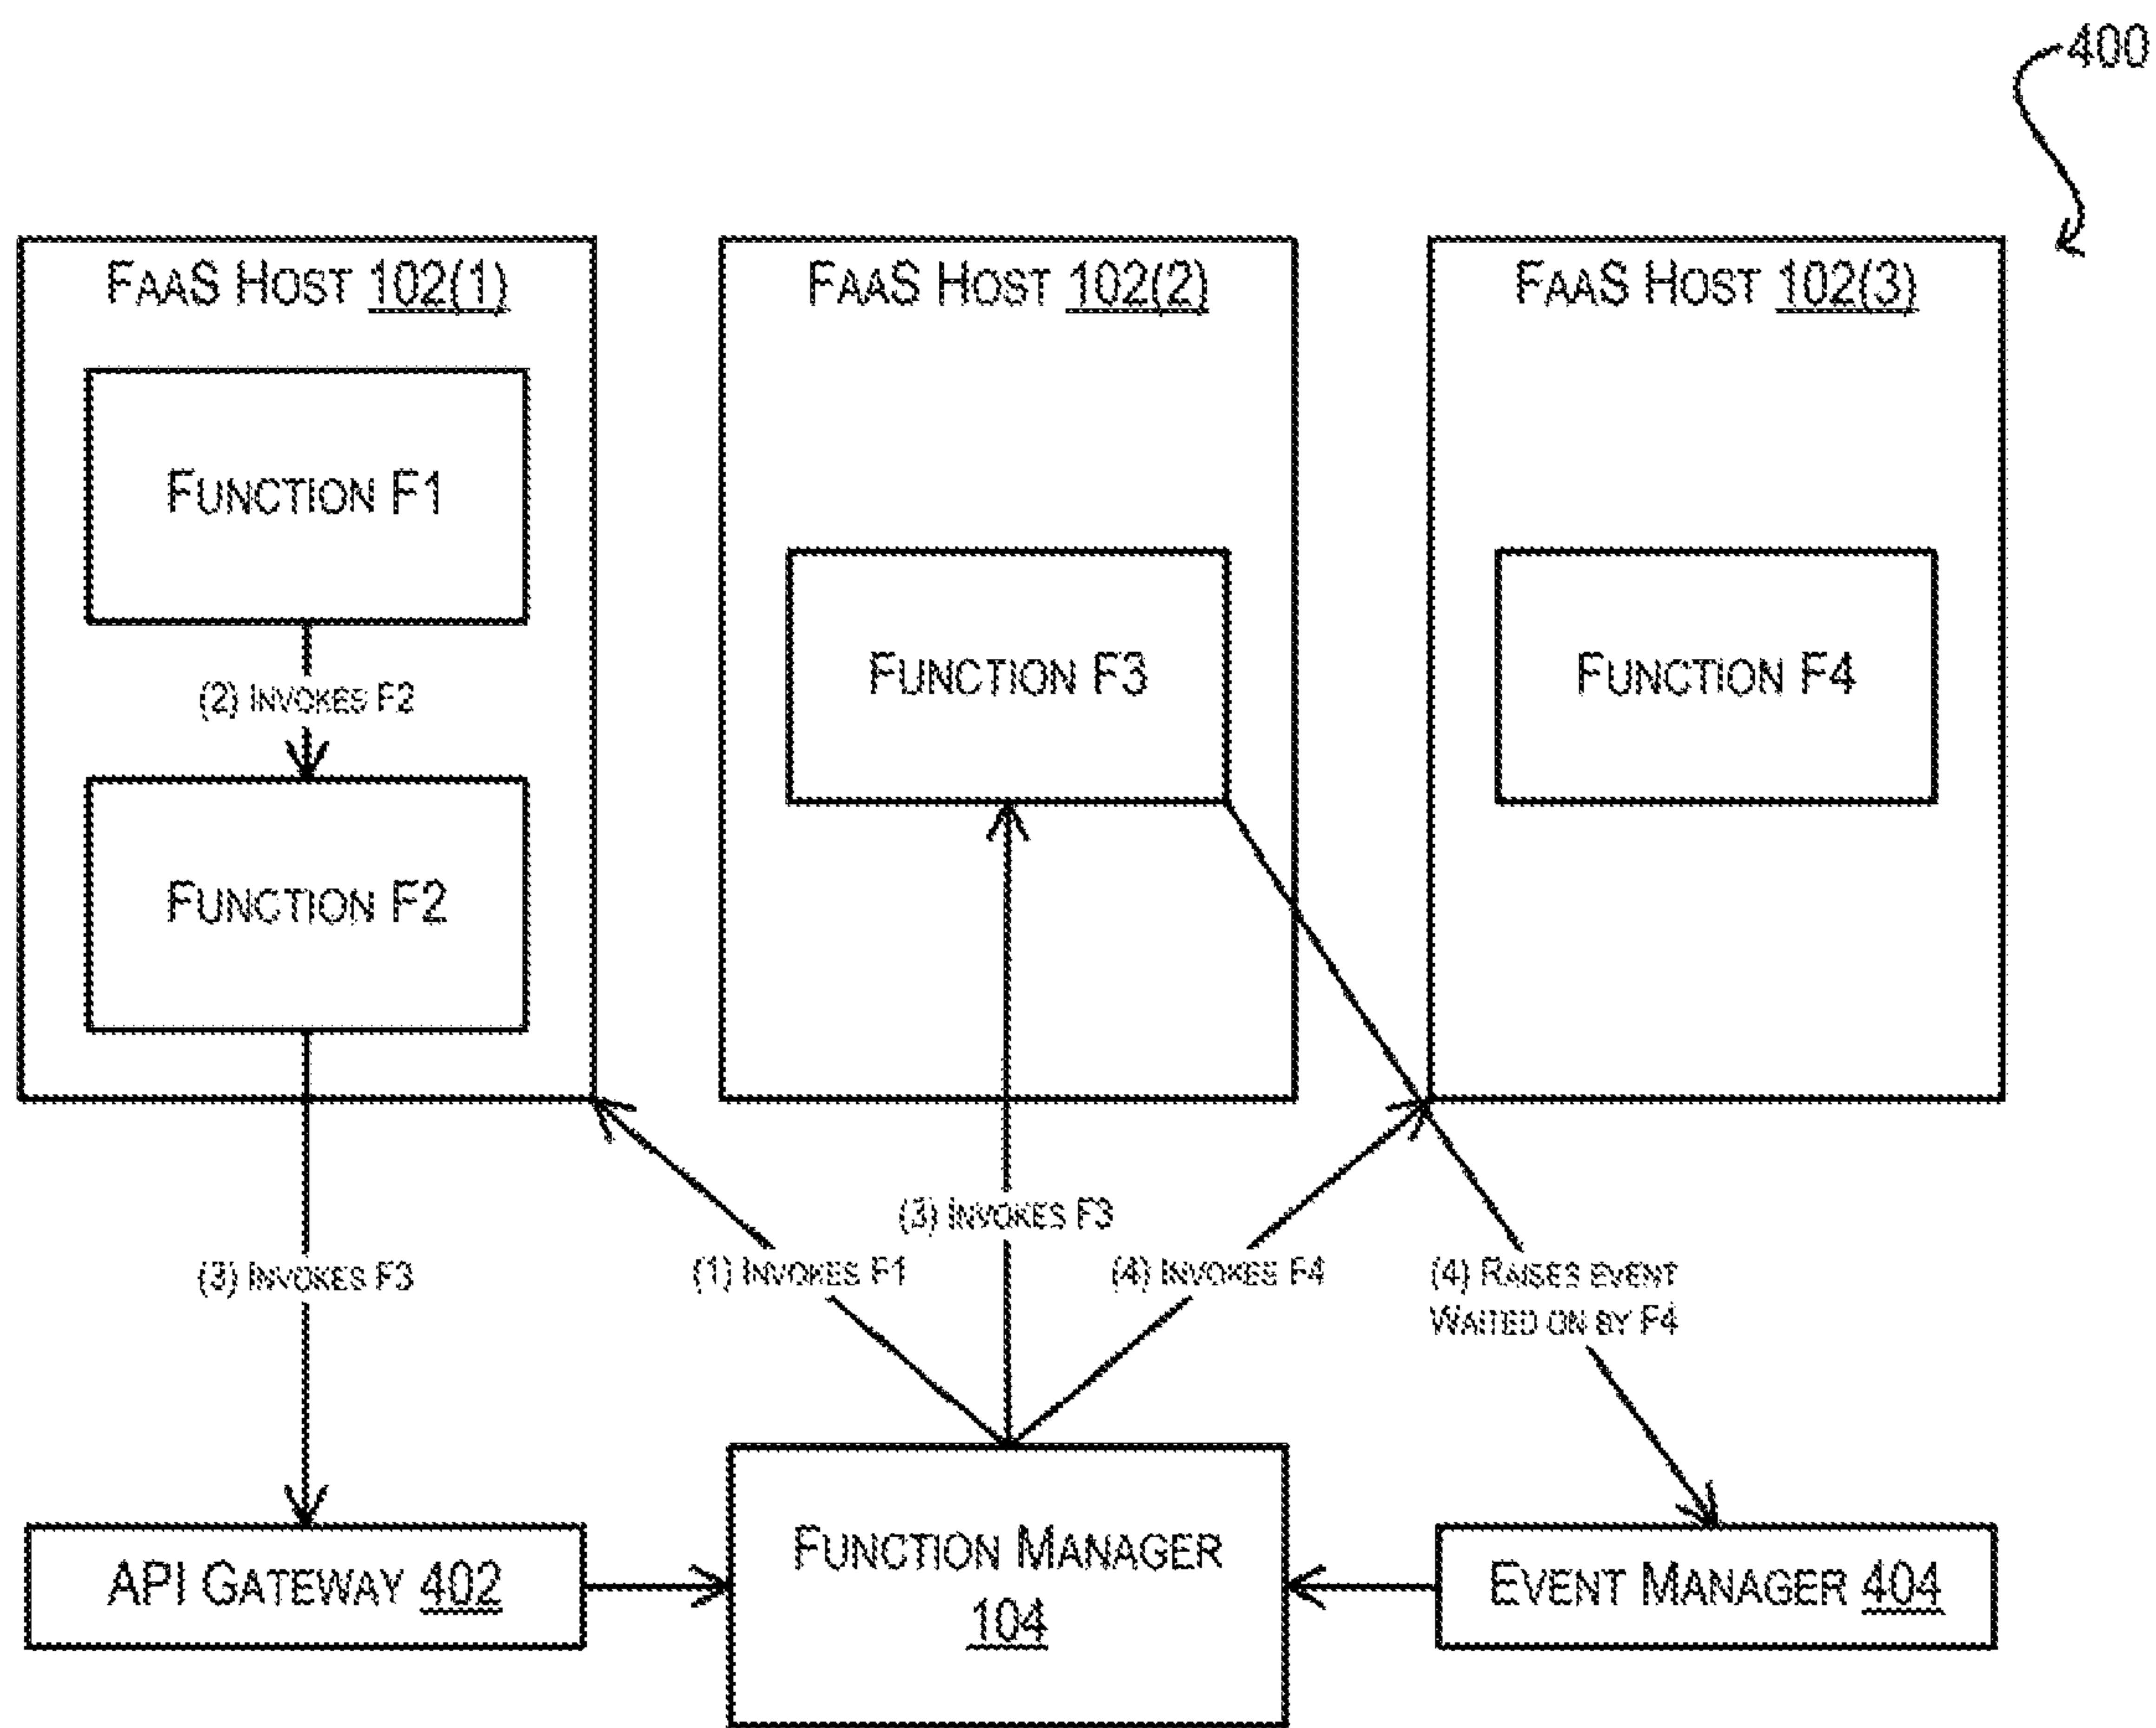 400
FaaS Host 102(1)
Function F1
(2) Invokes F2
Function F2
FaaS Host 102(2)
Function F3
FaaS Host 102(3)
Function F4
(3) Invokes F3
(1) Invokes F1
(3) Invokes F3
(4) Invokes F4
(4) Raises event
Waited on by F4
API Gateway 402
Function Manager
104
Event Manager 404